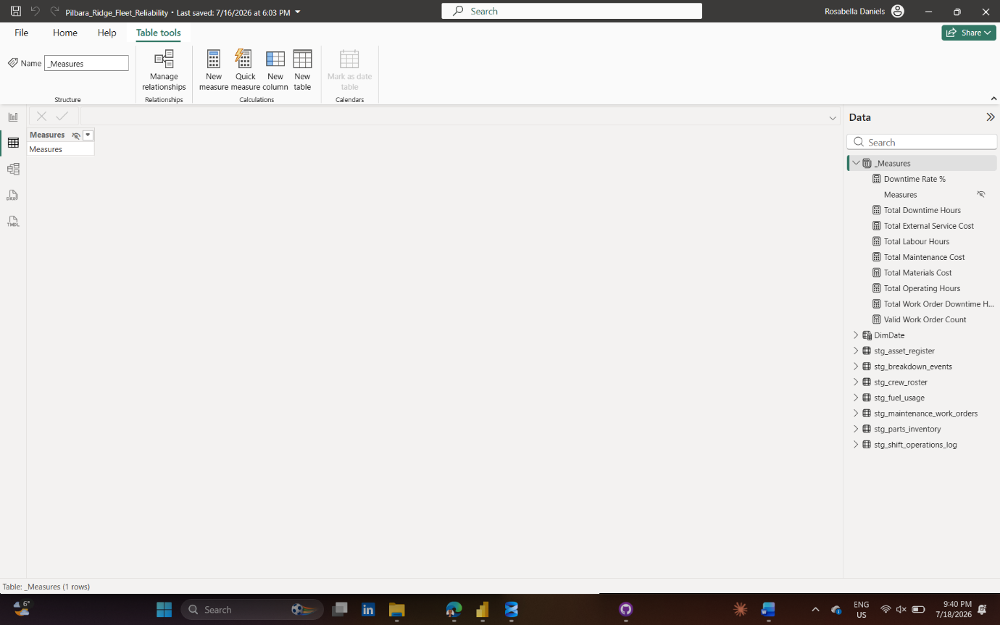 Pilbara_Ridge_Fleet_Reliability • Last saved: 7/16/2026 at 6:03 PM
Search
Rosabella Daniels
File
Home
Help
Table tools
Share
Name
_Measures
Manage
relationships
New
measure
Quick
measure
New
column
New
table
Mark as date
table
Structure
Relationships
Calculations
Calendars
Measures
Measures
Data
Search
_Measures
Downtime Rate %
Measures
Total Downtime Hours
Total External Service Cost
Total Labour Hours
Total Maintenance Cost
Total Materials Cost
Total Operating Hours
Total Work Order Downtime H...
Valid Work Order Count
DimDate
stg_asset_register
stg_breakdown_events
stg_crew_roster
stg_fuel_usage
stg_maintenance_work_orders
stg_parts_inventory
stg_shift_operations_log
DAX
TMDL
Table: _Measures (1 rows)
6°
Search
ENG
US
9:40 PM
7/18/2026